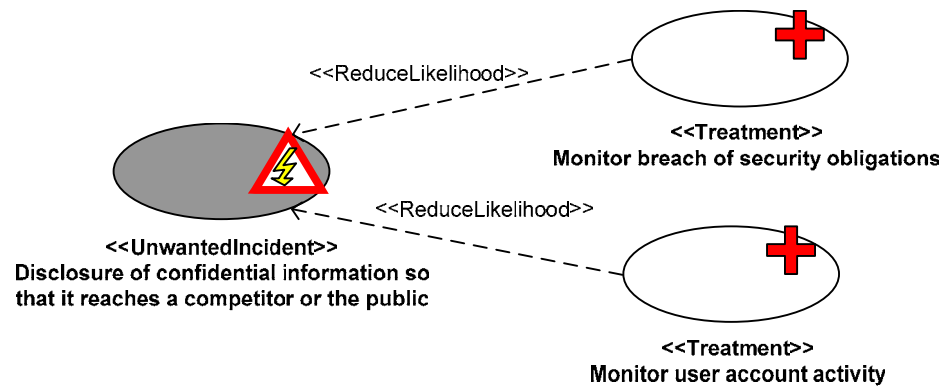 <<ReduceLikelihood>>
<<Treatment>>
Monitor breach of security obligations
<<ReduceLikelihood>>
<<UnwantedIncident>>
Disclosure of confidential information so
that it reaches a competitor or the public
<<Treatment>>
Monitor user account activity